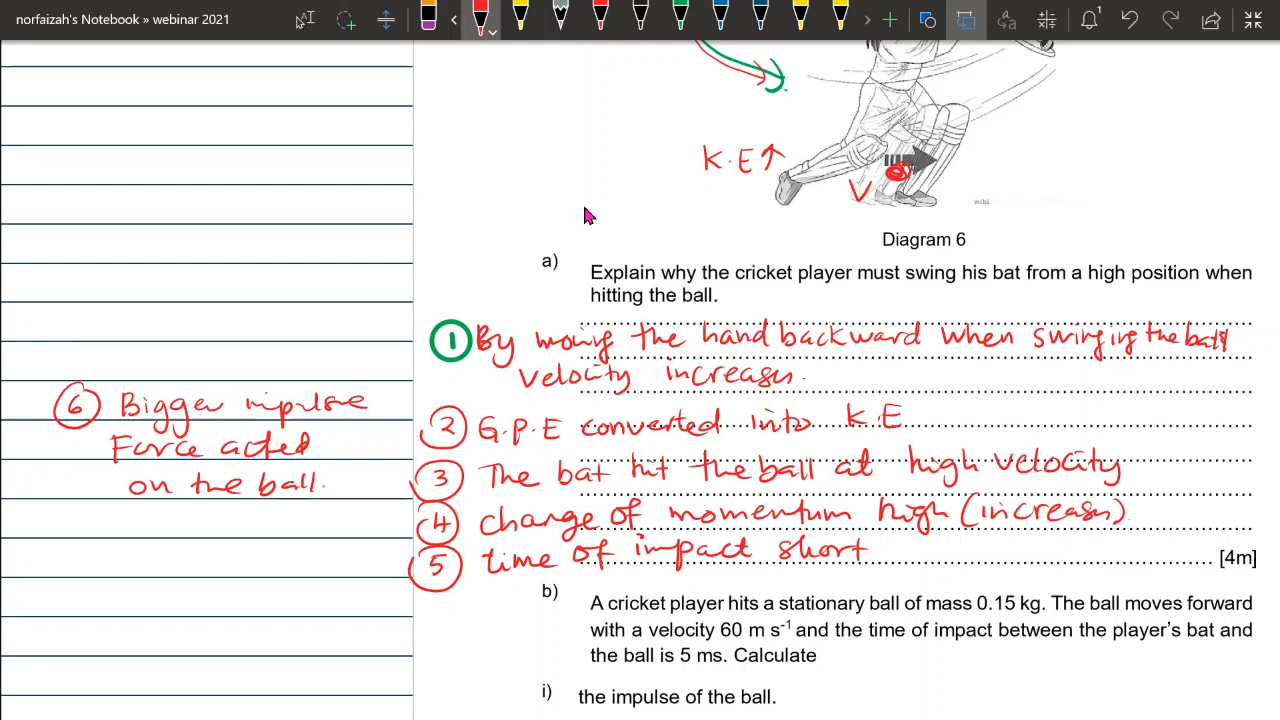 norfaizah's Notebook » webinar 2021
K.E↑
V
wiki
Diagram 6
a)
Explain why the cricket player must swing his bat from a high position when
hitting the ball.
1 By moving the hand backward when swinging the
velocity increases.
2 G.P.E converted into K.E
3 The bat hit the ball at high velocity
4 change of momentum high (increases).
5 time of impact short
[4m]
6 Bigger impulse
Force acted
on the ball.
b)
A cricket player hits a stationary ball of mass 0.15 kg. The ball moves forward
with a velocity 60 m s-1 and the time of impact between the player's bat and
the ball is 5 ms. Calculate
i)
the impulse of the ball.